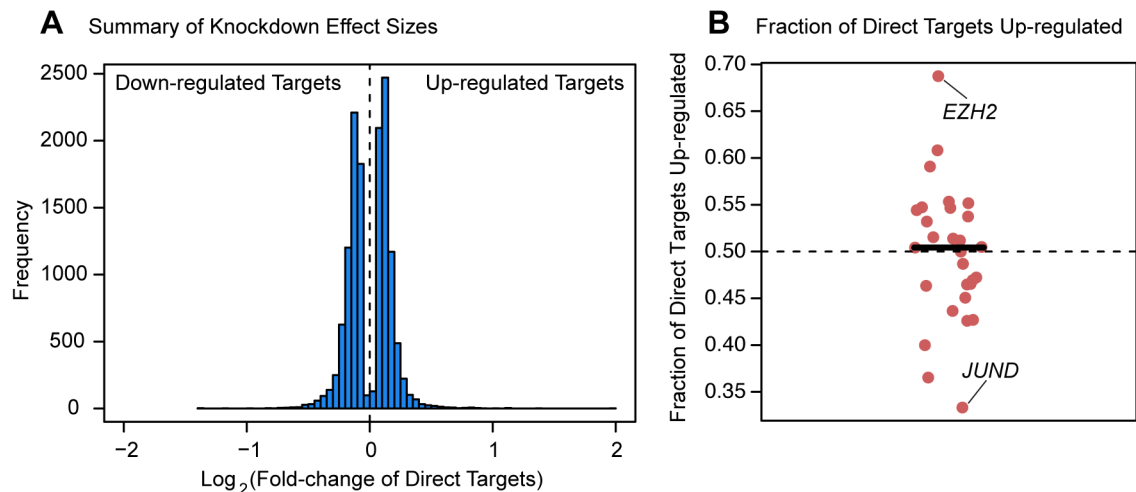 A Summary of Knockdown Effect Sizes
Down-regulated Targets
Up-regulated Targets
2500
2000
1500
1000
500
0
Frequency
−2
−1
0
1
2
Log2(Fold-change of Direct Targets)
B Fraction of Direct Targets Up-regulated
0.70
0.65
0.60
0.55
0.50
0.45
0.40
0.35
Fraction of Direct Targets Up-regulated
EZH2
JUND